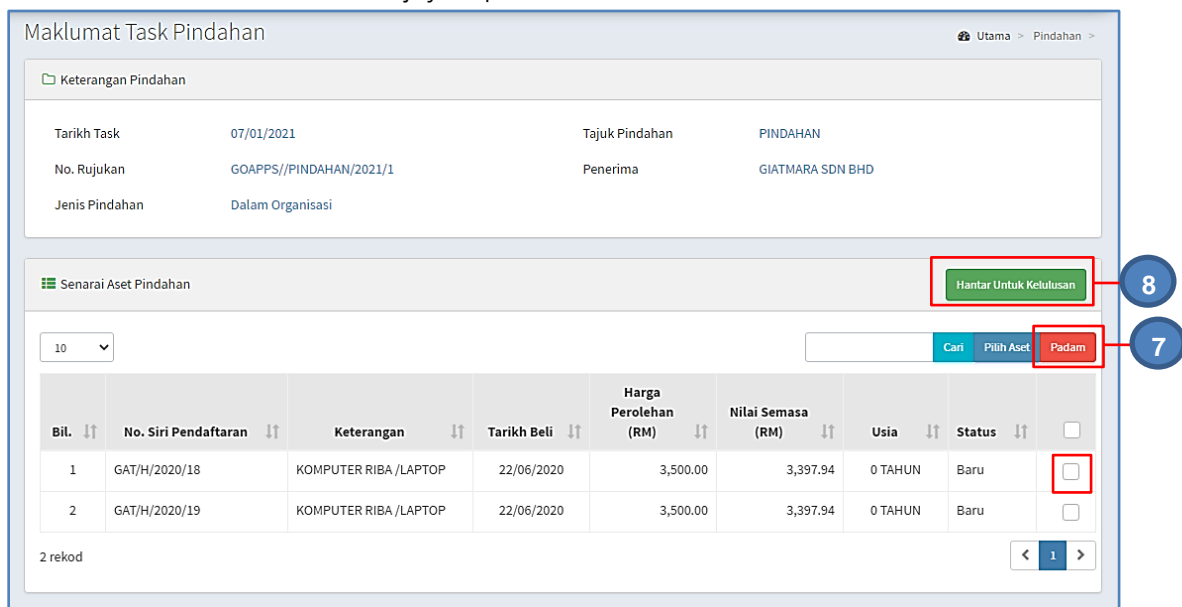 Maklumat Task Pindahan
Utama > Pindahan >
Keterangan Pindahan
Tarikh Task 07/01/2021 Tajuk Pindahan PINDAHAN
No. Rujukan GOAPPS//PINDAHAN/2021/1 Penerima GIATMARA SDN BHD
Jenis Pindahan Dalam Organisasi
Senarai Aset Pindahan Hantar Untuk Kelulusan 8
10 Cari Pilih Aset Padam 7
Bil. No. Siri Pendaftaran Keterangan Tarikh Beli Harga Perolehan (RM) Nilai Semasa (RM) Usia Status
1 GAT/H/2020/18 KOMPUTER RIBA /LAPTOP 22/06/2020 3,500.00 3,397.94 0 TAHUN Baru
2 GAT/H/2020/19 KOMPUTER RIBA /LAPTOP 22/06/2020 3,500.00 3,397.94 0 TAHUN Baru
2 rekod < 1 >